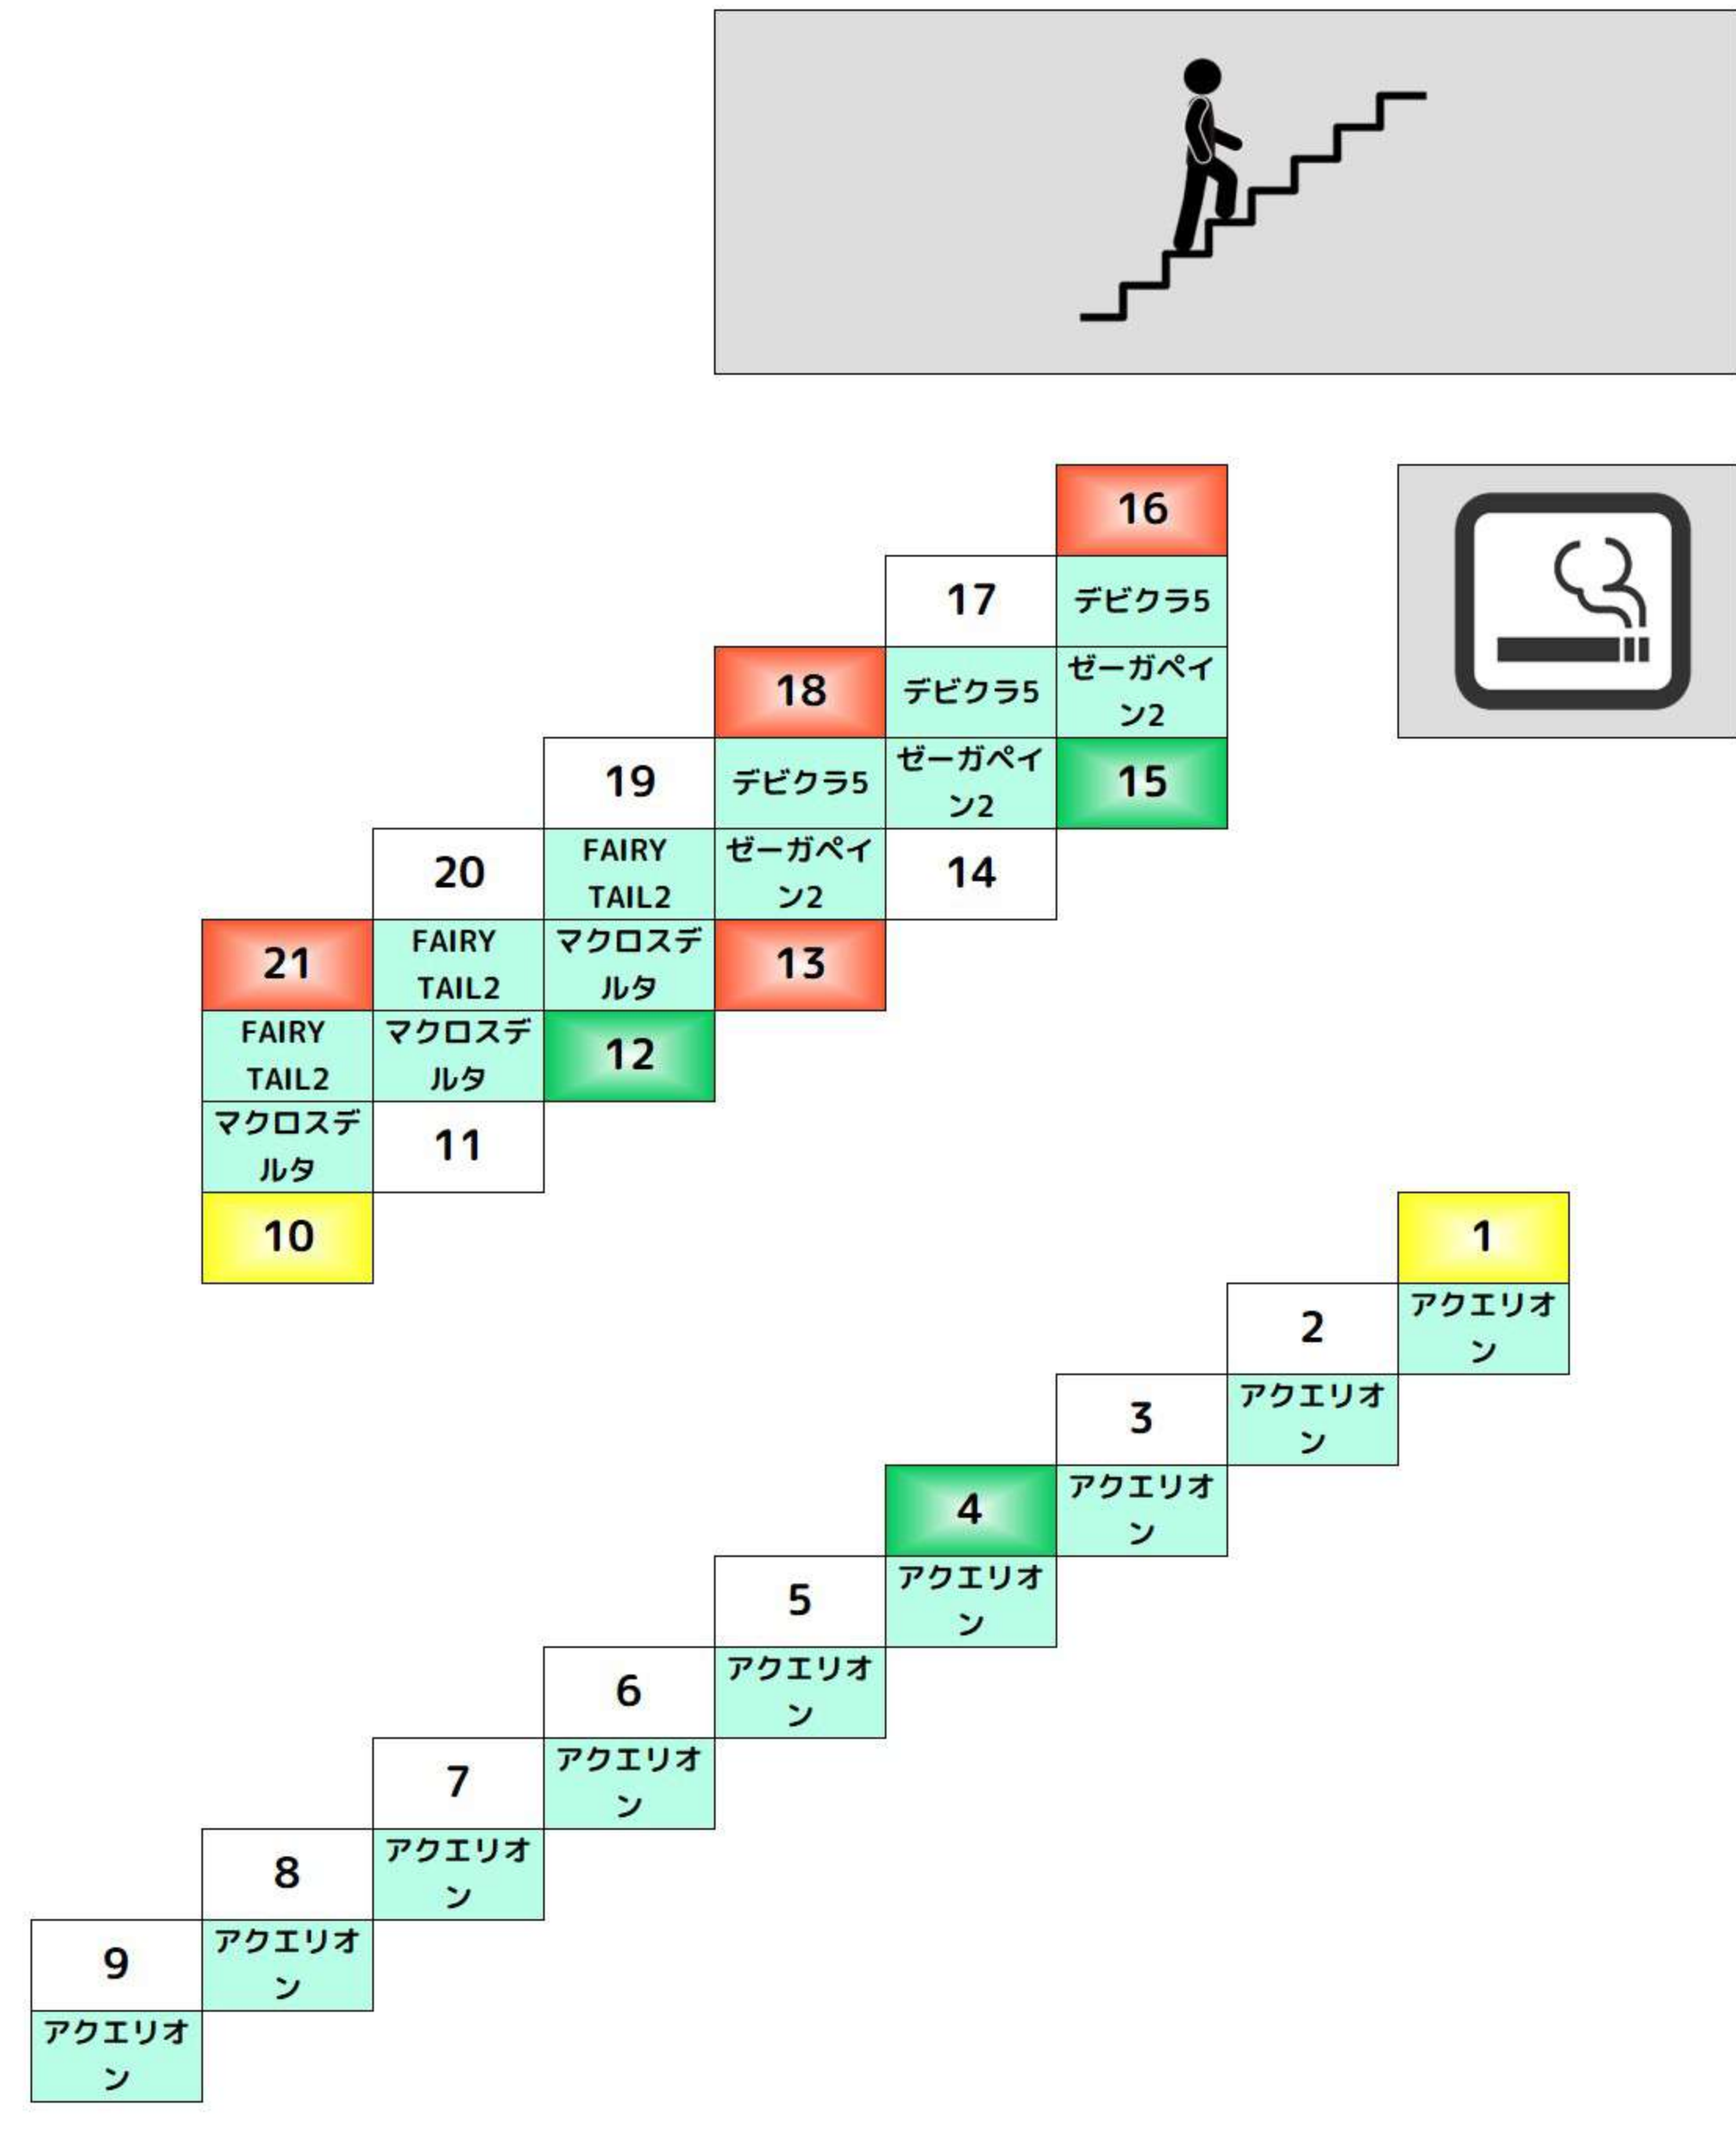 16
17
デビクラ5
18
デビクラ5
ゼーガペイ
ン2
19
デビクラ5
ゼーガペイ
ン2
15
20
FAIRY
TAIL2
ゼーガペイ
ン2
14
21
FAIRY
TAIL2
マクロスデ
ルタ
13
FAIRY
TAIL2
マクロスデ
ルタ
12
マクロスデ
ルタ
11
10
1
2
アクエリオ
ン
3
アクエリオ
ン
4
アクエリオ
ン
5
アクエリオ
ン
6
アクエリオ
ン
7
アクエリオ
ン
8
アクエリオ
ン
9
アクエリオ
ン
アクエリオ
ン